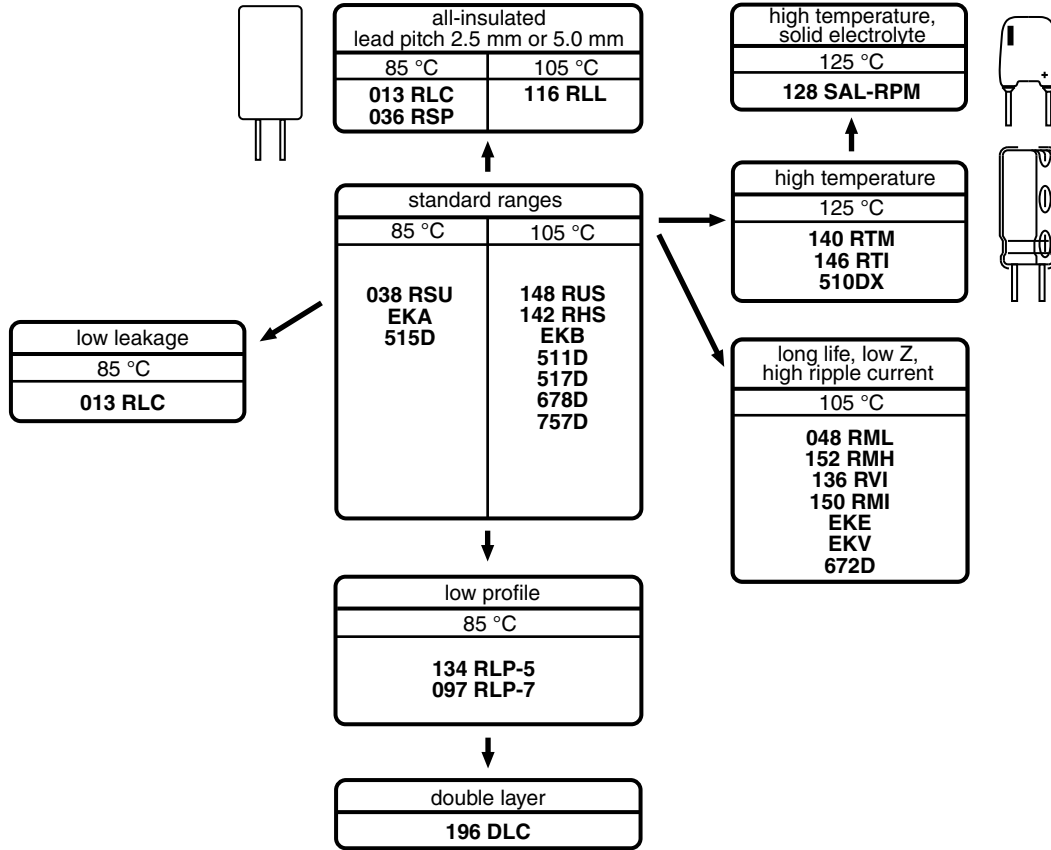 all-insulated
lead pitch 2.5 mm or 5.0 mm
85 °C
105 °C
013 RLC
036 RSP
116 RLL
high temperature,
solid electrolyte
125 °C
128 SAL-RPM
+
standard ranges
85 °C
105 °C
038 RSU
EKA
515D
148 RUS
142 RHS
EKB
511D
517D
678D
757D
high temperature
125 °C
140 RTM
146 RTI
510DX
low leakage
85 °C
013 RLC
long life, low Z,
high ripple current
105 °C
048 RML
152 RMH
136 RVI
150 RMI
EKE
EKV
672D
low profile
85 °C
134 RLP-5
097 RLP-7
double layer
196 DLC